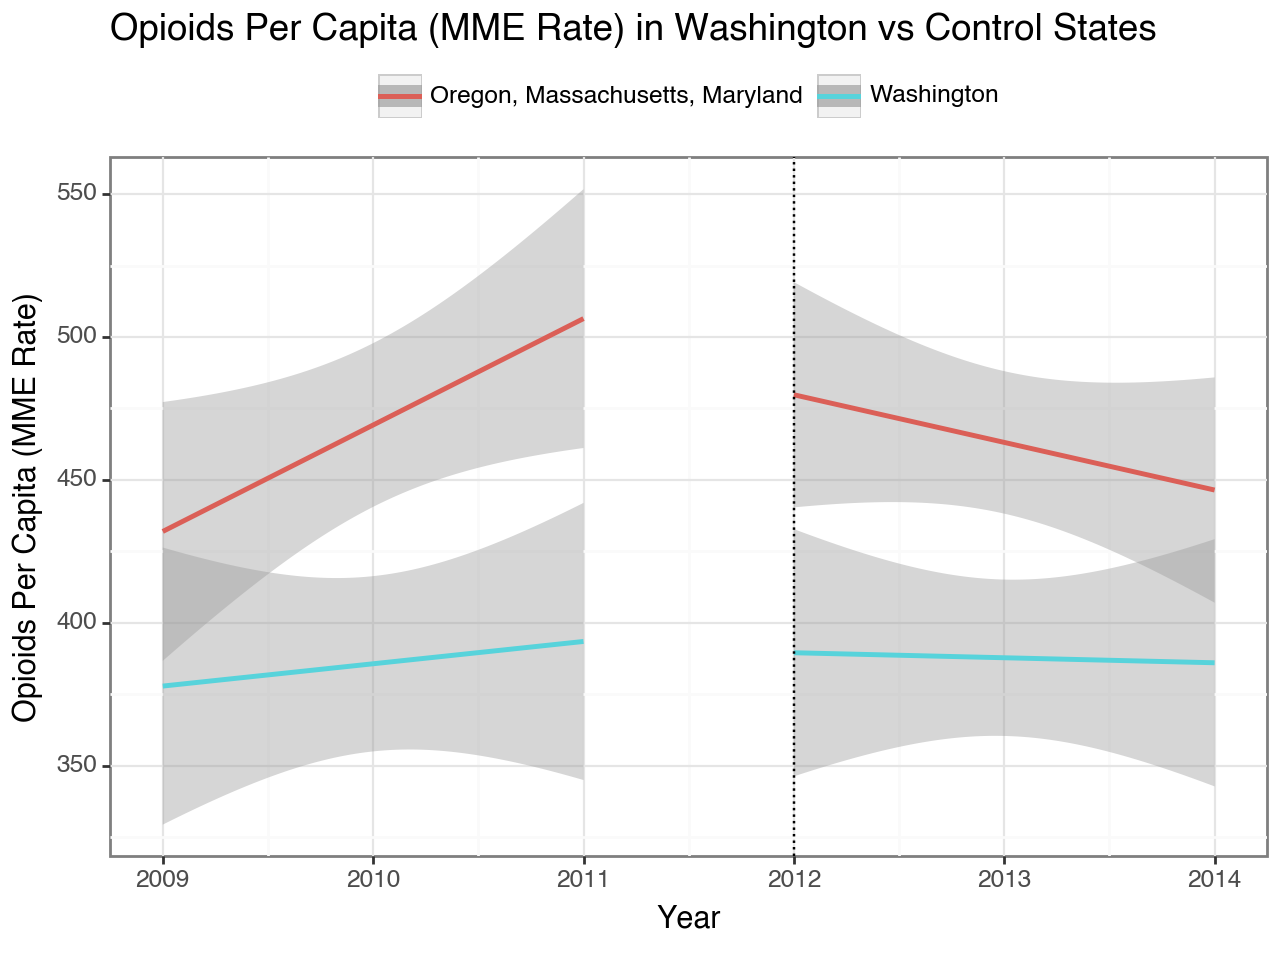 Opioids Per Capita (MME Rate) in Washington vs Control States
Oregon, Massachusetts, Maryland
Washington
Opioids Per Capita (MME Rate)
550
500
450
400
350
2009
2010
2011
2012
2013
2014
Year